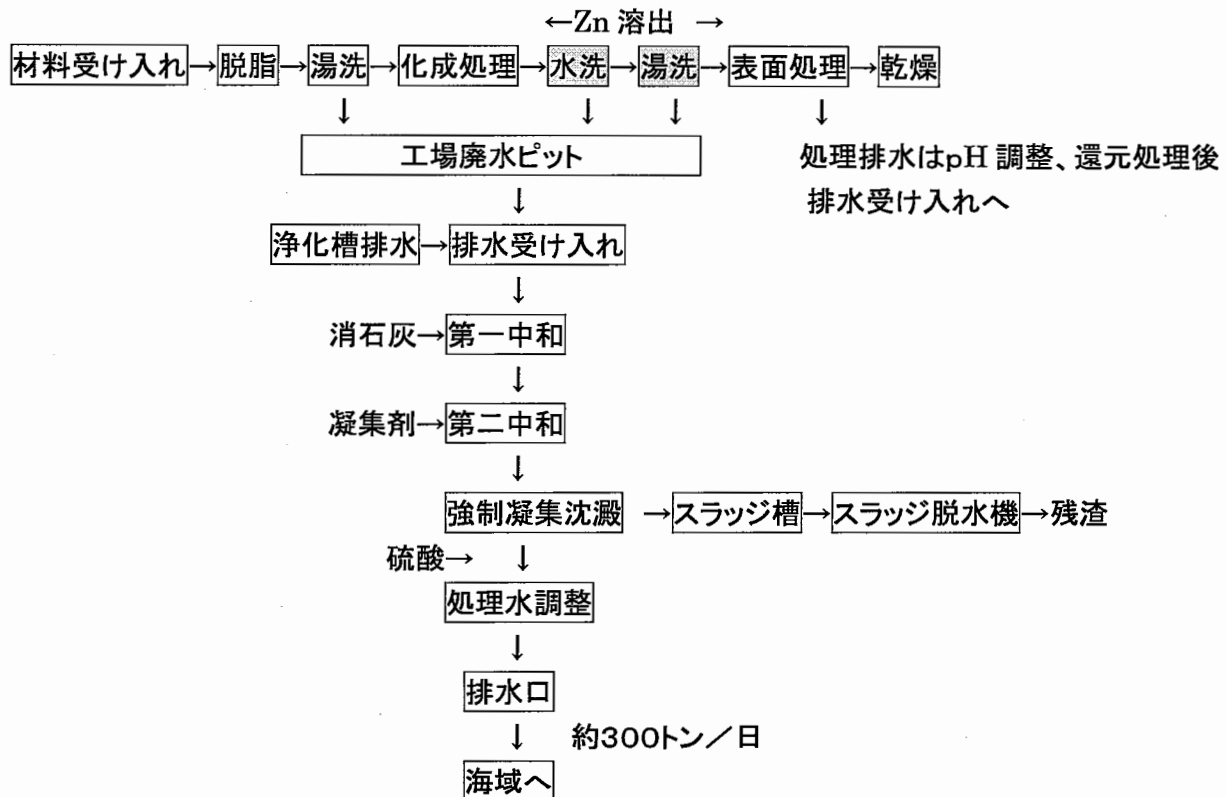 ←Zn 溶出 →
材料受け入れ→脱脂→湯洗→化成処理→水洗→湯洗→表面処理→乾燥
↓ ↓ ↓ ↓
工場廃水ピット 処理排水はpH 調整、還元処理後
排水受け入れへ
↓
浄化槽排水→排水受け入れ
↓
消石灰→第一中和
↓
凝集剤→第二中和
↓
強制凝集沈澱 →スラッジ槽→スラッジ脱水機→残渣
硫酸→ ↓
処理水調整
↓
排水口
↓ 約300トン/日
海域へ